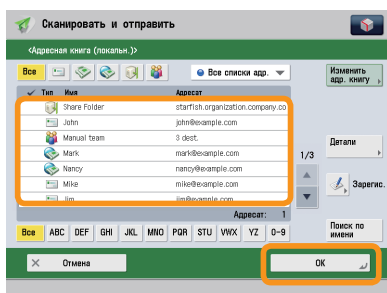 Сканировать и отправить
<Адресная книга (локальн.)>
Все
Все списки адр.
Изменить
адр. книгу
Тип Имя Адресат
Share Folder starfish.organization.company.co
John john@example.com
Manual team 3 dest.
Mark mark@example.com
Nancy nancy@example.com
Mike mike@example.com
Jim jim@example.com
1/3
Детали
Зарегис.
Адресат: 1
Все ABC DEF GHI JKL MNO PQR STU VWX YZ 0-9
Поиск по
имени
Отмена
OK